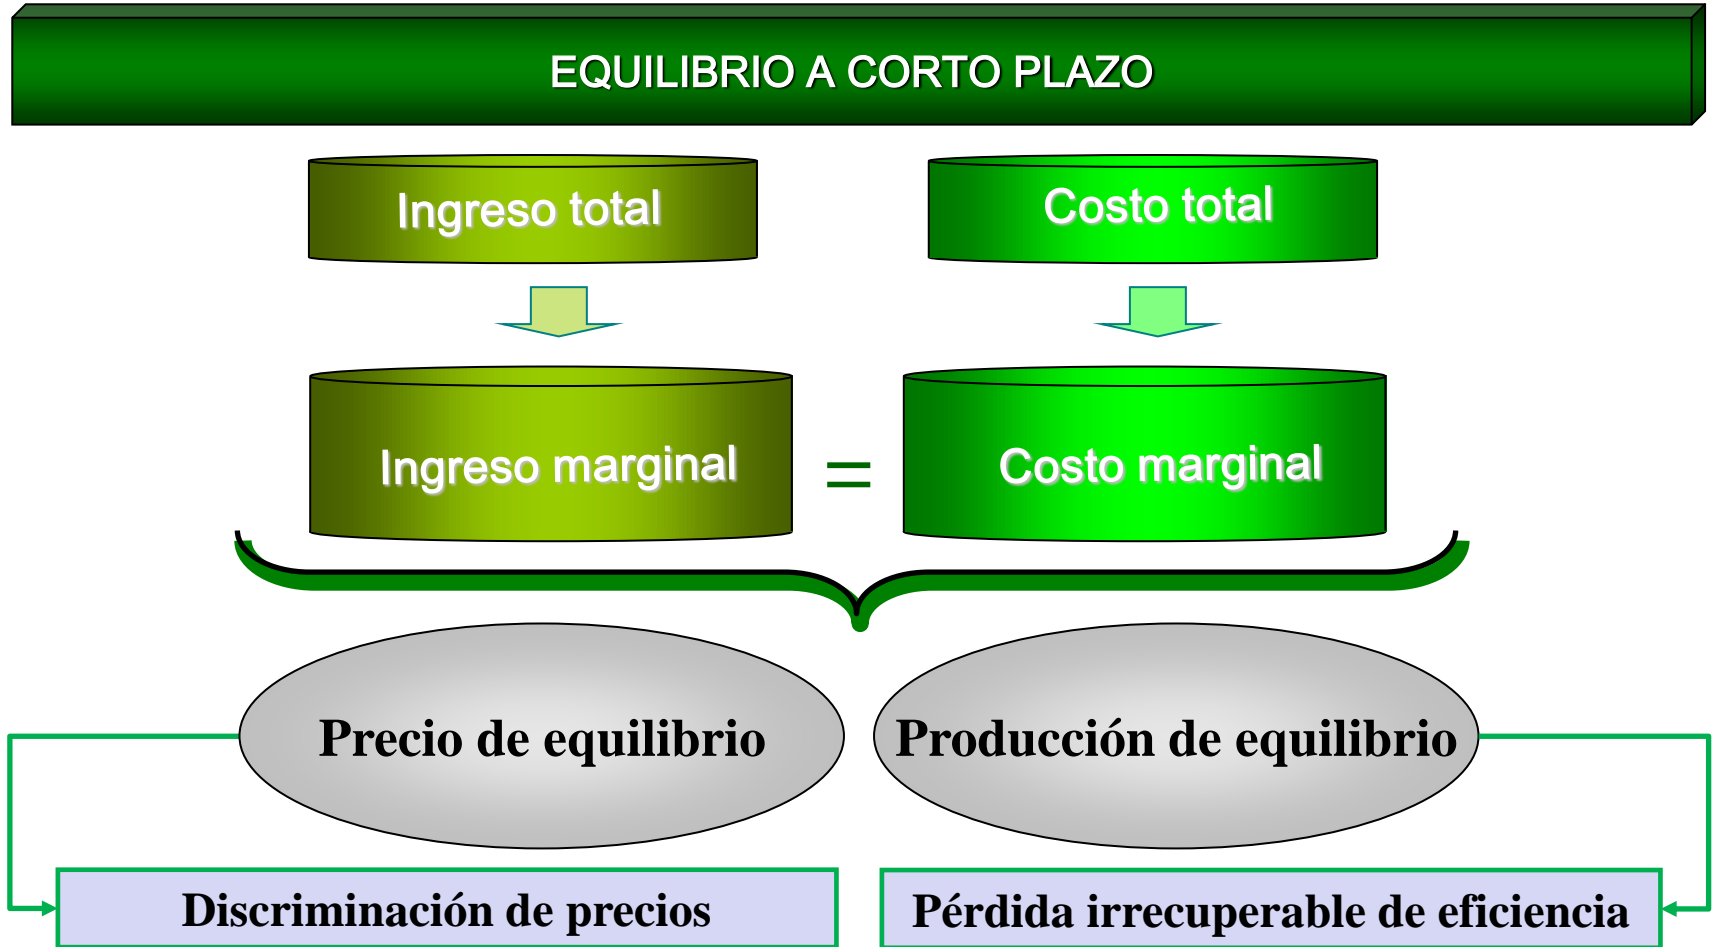 EQUILIBRIO A CORTO PLAZO
Ingreso total
Costo total
Ingreso marginal
=
Costo marginal
Precio de equilibrio
Producción de equilibrio
Discriminación de precios
Pérdida irrecuperable de eficiencia